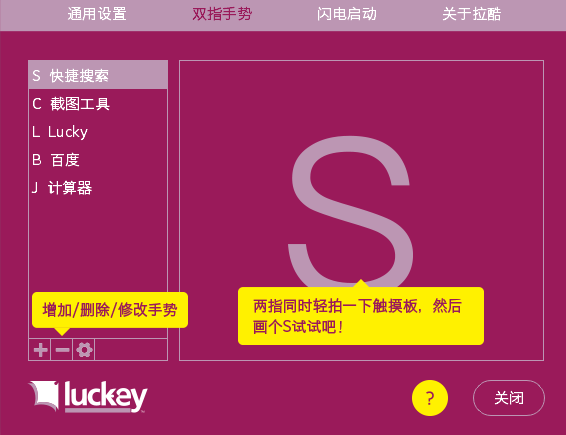 通用设置
双指手势
闪电启动
关于拉酷
S 快捷搜索
C 截图工具
L Lucky
B 百度
J 计算器
S
增加/删除/修改手势
两指同时轻拍一下触摸板，然后
画个S试试吧！
luckey
?
关闭